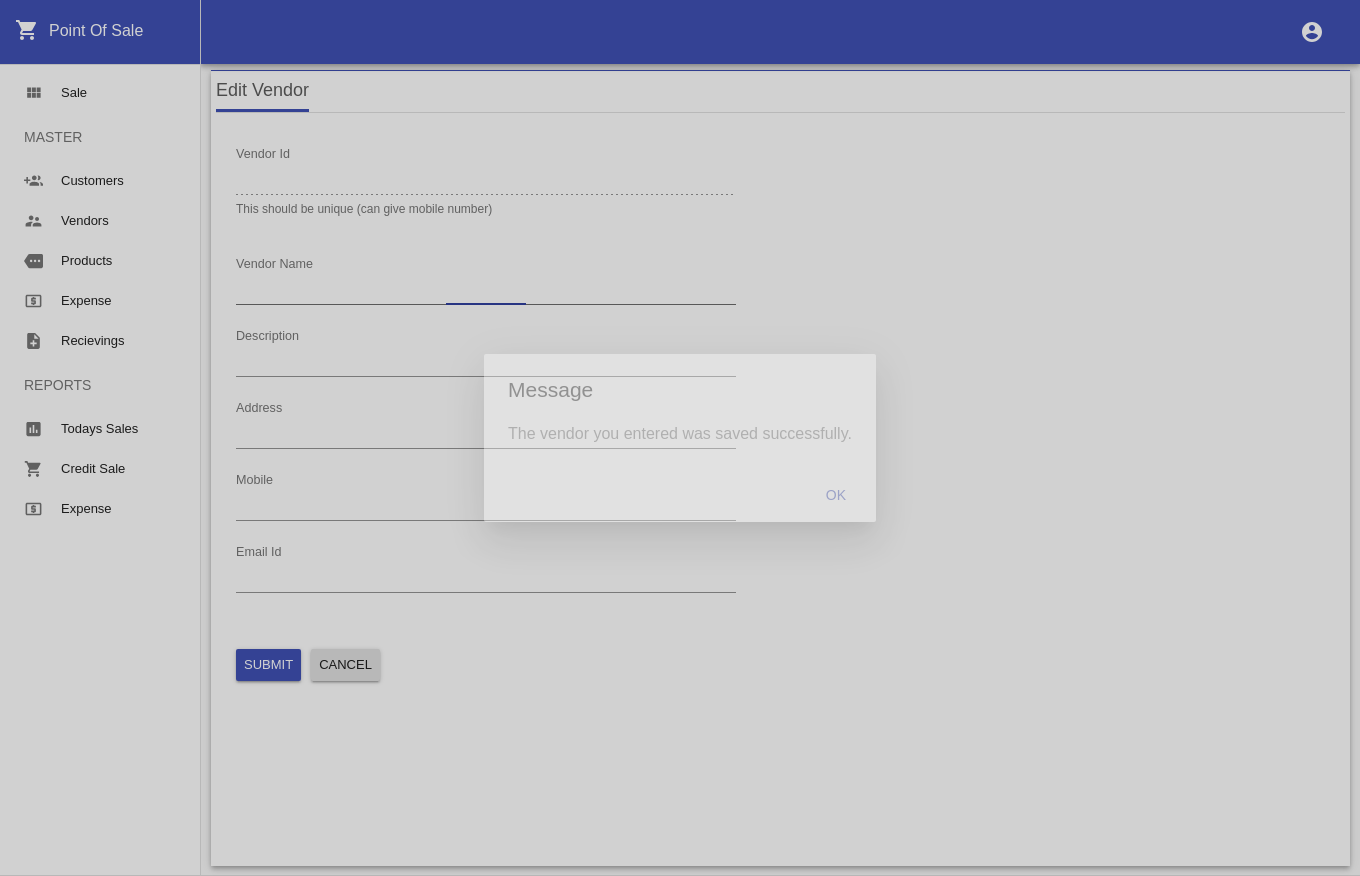 Point Of Sale
Sale
MASTER
Customers
Vendors
Products
Expense
Recievings
REPORTS
Todays Sales
Credit Sale
Expense
Edit Vendor
Vendor Id
This should be unique (can give mobile number)
Vendor Name
Description
Address
Mobile
Email Id
SUBMIT
CANCEL
Message
The vendor you entered was saved successfully.
OK